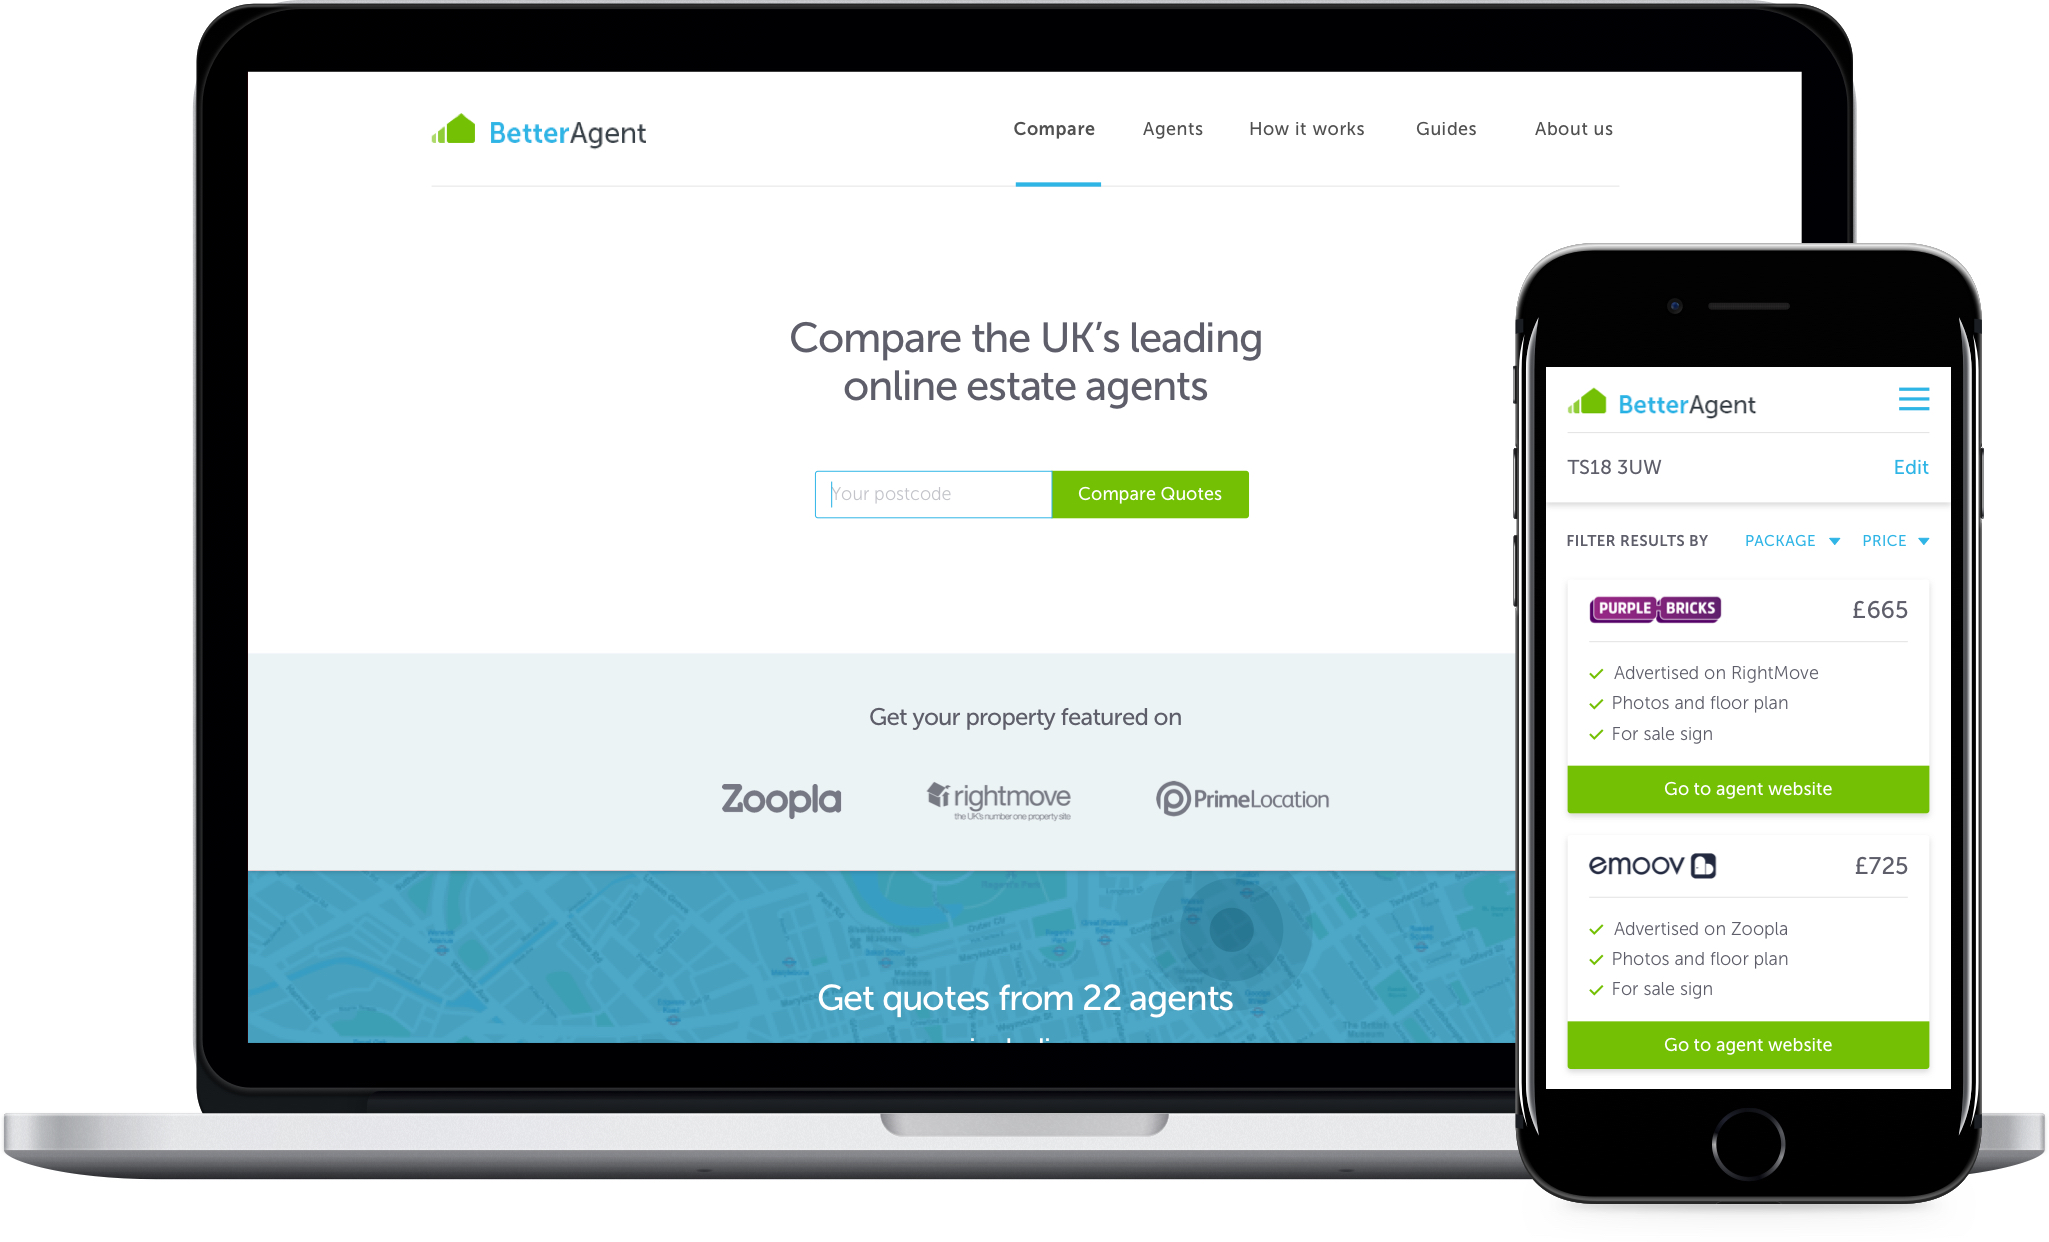 BetterAgent
Compare Agents How it works Guides About us
Compare the UK's leading
online estate agents
Your postcode Compare Quotes
Get your property featured on
Zoopla rightmove PrimeLocation
the UK's number one property site
Get quotes from 22 agents
BetterAgent
TS18 3UW Edit
FILTER RESULTS BY PACKAGE PRICE
PURPLE BRICKS £665
Advertised on RightMove
Photos and floor plan
For sale sign
Go to agent website
emoov £725
Advertised on Zoopla
Photos and floor plan
For sale sign
Go to agent website